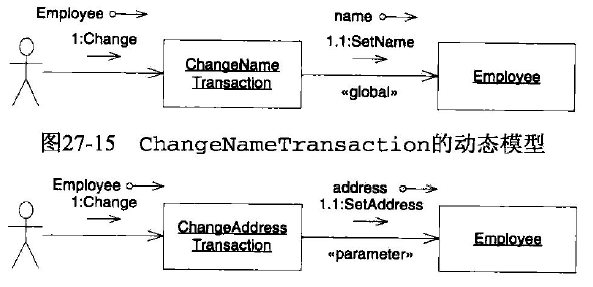 Employee
name
1:Change
1.1:SetName
ChangeName
Transaction
Employee
«global»
图27-15 ChangeNameTransaction的动态模型
Employee
address
1:Change
1.1:SetAddress
ChangeAddress
Transaction
Employee
«parameter»